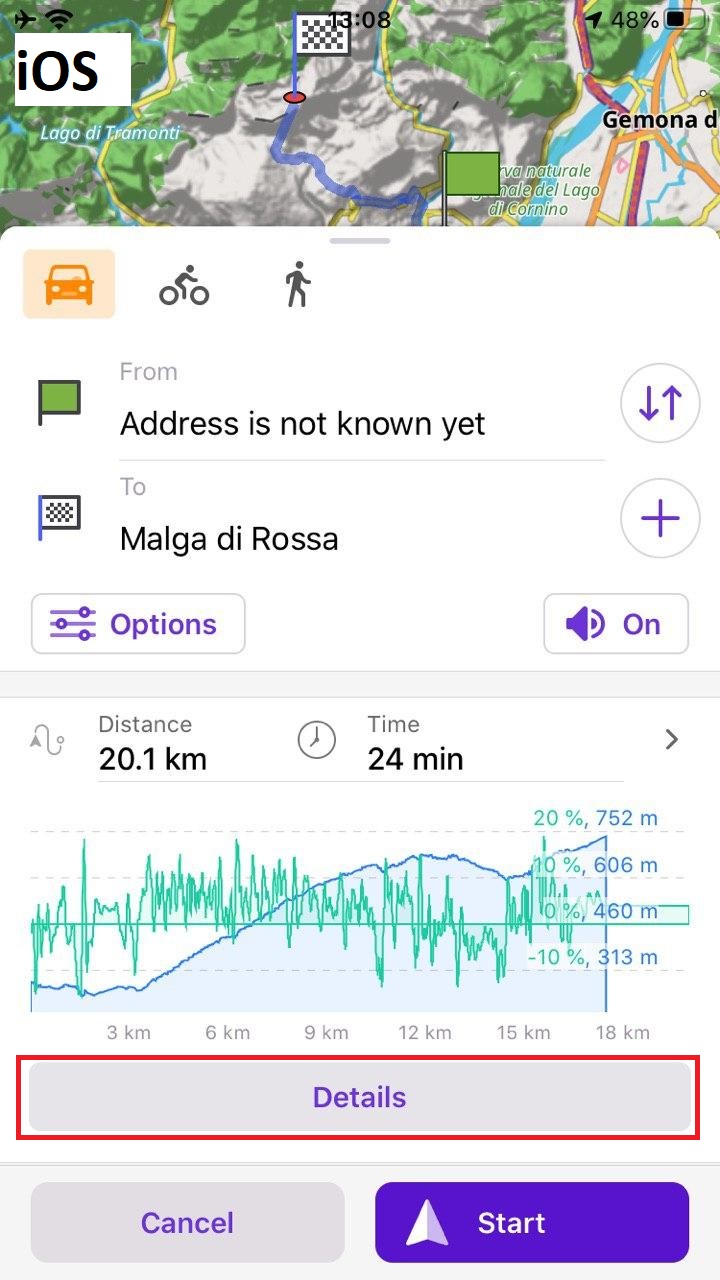 13:08
48%
iOS
Lago di Tramonti
Gemona d
rva naturale
nale del Lago
di Cornino
From
Address is not known yet
To
Malga di Rossa
Options
On
Distance
20.1 km
Time
24 min
20 %, 752 m
10 %, 606 m
0 %, 460 m
-10 %, 313 m
3 km
6 km
9 km
12 km
15 km
18 km
Details
Cancel
Start